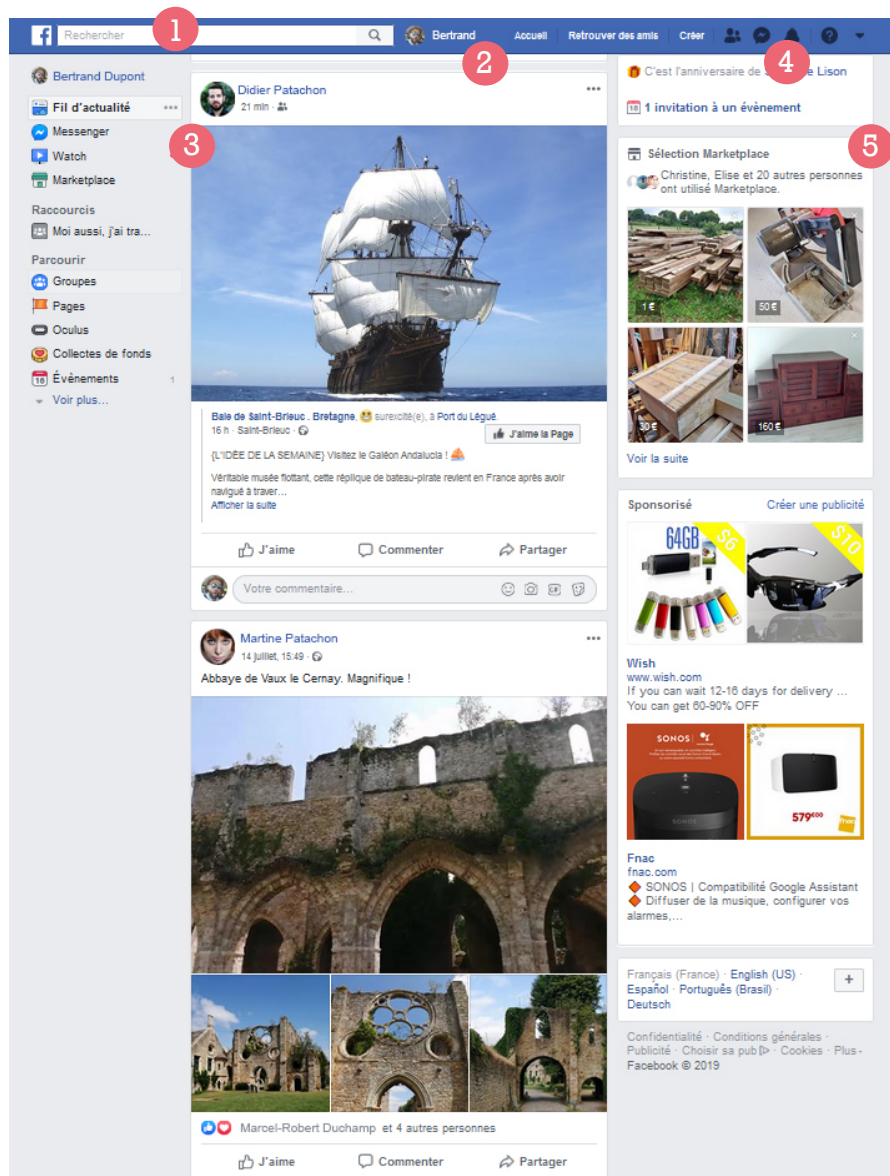 1
f Rechercher Bertrand Accueil Retrouver des amis Créer
2
4
3
5
Bertrand Dupont
Fil d'actualité
Messenger
Watch
Marketplace
Raccourcis
Moi aussi, j'ai tra...
Parcourir
Groupes
Pages
Oculus
Collectes de fonds
18 Évènements 1
Voir plus...
Didier Patachon
21 min ·
Baie de Saint-Brieuc . Bretagne, surexcité(e), à Port du Légué.
16 h · Saint-Brieuc ·
J'aime la Page
{L'IDÉE DE LA SEMAINE} Visitez le Galéon Andalucia !
Véritable musée flottant, cette réplique de bateau-pirate revient en France après avoir
navigué à traver…
Afficher la suite
J'aime Commenter Partager
Votre commentaire...
GIF
Martine Patachon
14 juillet, 15:49 ·
Abbaye de Vaux le Cernay. Magnifique !
Marcel-Robert Duchamp et 4 autres personnes
J'aime Commenter Partager
C'est l'anniversaire de Lison
18 1 invitation à un évènement
Sélection Marketplace
Christine, Elise et 20 autres personnes
ont utilisé Marketplace.
1 € 50 €
30 € 160 €
Voir la suite
Sponsorisé Créer une publicité
64GB $6 $10
Wish
www.wish.com
If you can wait 12-16 days for delivery ...
You can get 60-90% OFF
SONOS
SONOS
579€00 fnac
Fnac
fnac.com
SONOS | Compatibilité Google Assistant
Diffuser de la musique, configurer vos
alarmes,...
Français (France) · English (US) ·
Español · Português (Brasil) ·
Deutsch
+
Confidentialité · Conditions générales ·
Publicité · Choisir sa pub · Cookies · Plus
Facebook © 2019